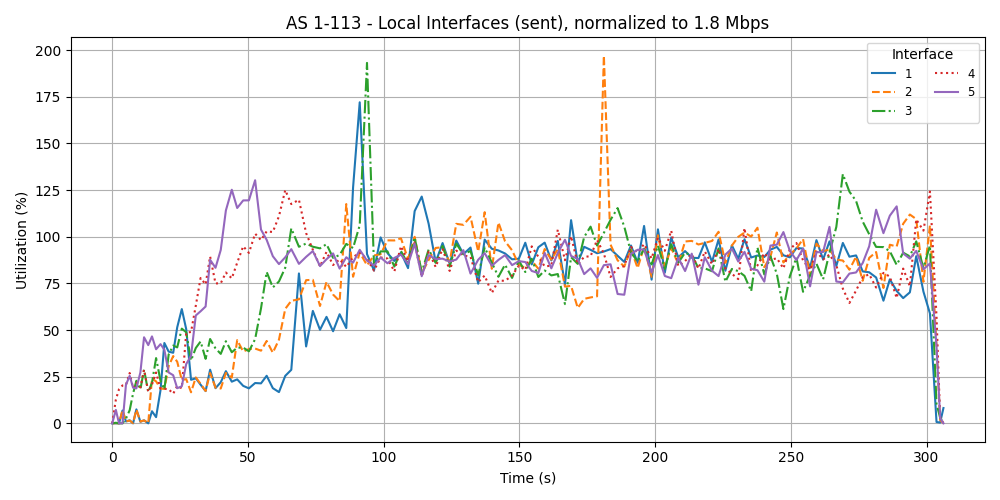 AS 1-113 - Local Interfaces (sent), normalized to 1.8 Mbps
Utilization (%)
200
175
150
125
100
75
50
25
0
0 50 100 150 200 250 300
Time (s)
Interface
1 4
2 5
3